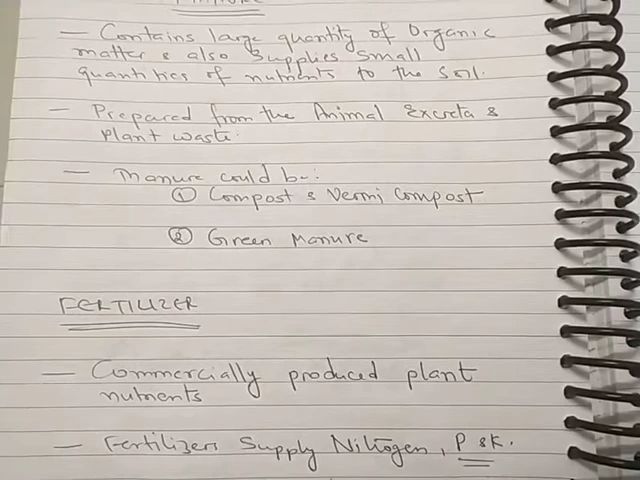 — Contains large quantity of Organic
matter & also Supplies Small
quantities of nutrients to the Soil.
— Prepared from the Animal Excreta &
Plant waste.
— Manure could be:
① Compost & Vermi Compost
② Green Manure
FERTILIZER
— Commercially produced plant
nutrients
— Fertilizers Supply Nitrogen, P & K.